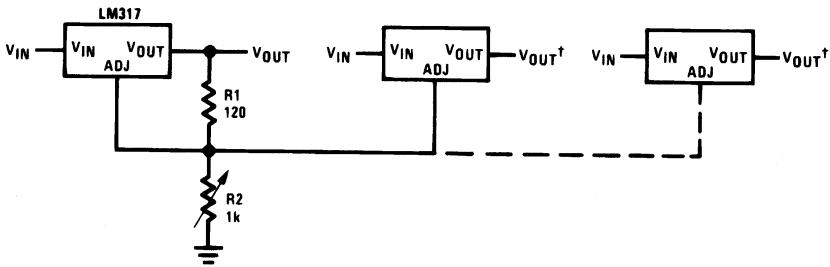 LM317
VIN VIN VOUT VOUT
ADJ
R1
120
R2
1k
VIN VIN VOUT VOUT†
ADJ
VIN VIN VOUT VOUT†
ADJ